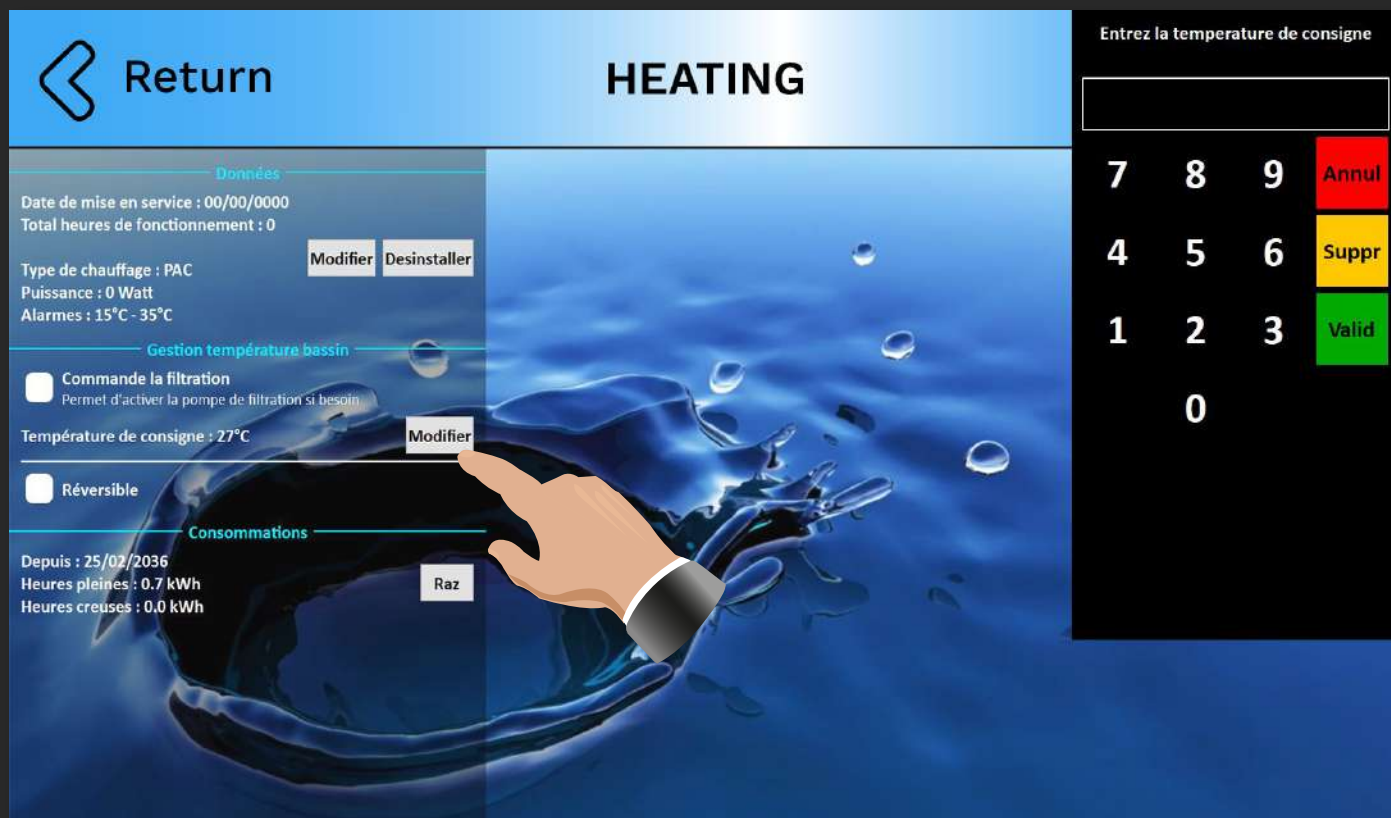 Return
HEATING
Données
Date de mise en service : 00/00/0000
Total heures de fonctionnement : 0
Modifier
Desinstaller
Type de chauffage : PAC
Puissance : 0 Watt
Alarmes : 15°C - 35°C
Gestion température bassin
Commande la filtration
Permet d'activer la pompe de filtration si besoin
Température de consigne : 27°C
Modifier
Réversible
Consommations
Depuis : 25/02/2036
Heures pleines : 0.7 kWh
Heures creuses : 0.0 kWh
Raz
Entrez la temperature de consigne
7 8 9 Annul
4 5 6 Suppr
1 2 3 Valid
0